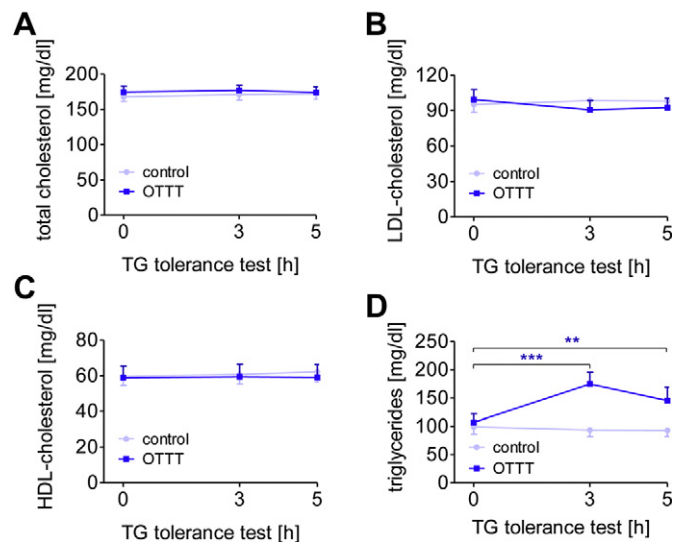 A
total cholesterol [mg/dl]
200
150
100
50
0
control
OTTT
0 3 5
TG tolerance test [h]
B
LDL-cholesterol [mg/dl]
120
90
60
30
0
control
OTTT
0 3 5
TG tolerance test [h]
C
HDL-cholesterol [mg/dl]
80
60
40
20
0
control
OTTT
0 3 5
TG tolerance test [h]
D
triglycerides [mg/dl]
250
200
150
100
50
0
**
***
control
OTTT
0 3 5
TG tolerance test [h]